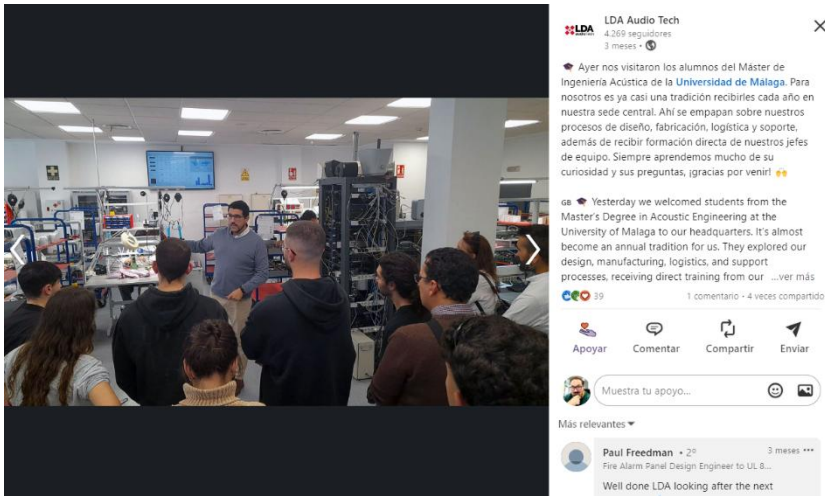 LDA
audio tech
LDA Audio Tech
4.269 seguidores
3 meses •
🎓 Ayer nos visitaron los alumnos del Máster de
Ingeniería Acústica de la Universidad de Málaga. Para
nosotros es ya casi una tradición recibirles cada año en
nuestra sede central. Ahí se empapan sobre nuestros
procesos de diseño, fabricación, logística y soporte,
además de recibir formación directa de nuestros jefes
de equipo. Siempre aprendemos mucho de su
curiosidad y sus preguntas, ¡gracias por venir! 🙌
GB 🎓 Yesterday we welcomed students from the
Master's Degree in Acoustic Engineering at the
University of Malaga to our headquarters. It's almost
become an annual tradition for us. They explored our
design, manufacturing, logistics, and support
processes, receiving direct training from our ...ver más
39
1 comentario • 4 veces compartido
Apoyar
Comentar
Compartir
Enviar
Muestra tu apoyo...
Más relevantes
Paul Freedman • 2º
3 meses •••
Fire Alarm Panel Design Engineer to UL 8...
Well done LDA looking after the next